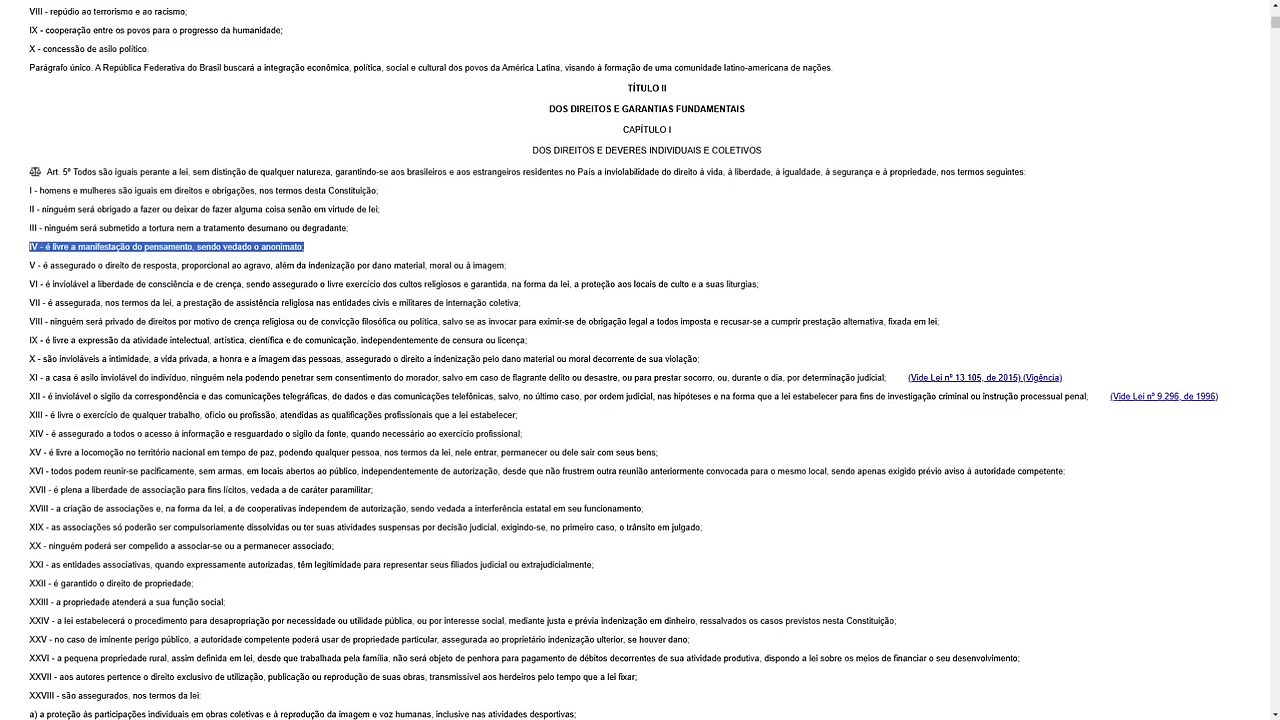 VIII - repúdio ao terrorismo e ao racismo;
IX - cooperação entre os povos para o progresso da humanidade;
X - concessão de asilo político.
Parágrafo único. A República Federativa do Brasil buscará a integração econômica, política, social e cultural dos povos da América Latina, visando à formação de uma comunidade latino-americana de nações.
TÍTULO II
DOS DIREITOS E GARANTIAS FUNDAMENTAIS
CAPÍTULO I
DOS DIREITOS E DEVERES INDIVIDUAIS E COLETIVOS
Art. 5º Todos são iguais perante a lei, sem distinção de qualquer natureza, garantindo-se aos brasileiros e aos estrangeiros residentes no País a inviolabilidade do direito à vida, à liberdade, à igualdade, à segurança e à propriedade, nos termos seguintes:
I - homens e mulheres são iguais em direitos e obrigações, nos termos desta Constituição;
II - ninguém será obrigado a fazer ou deixar de fazer alguma coisa senão em virtude de lei;
III - ninguém será submetido a tortura nem a tratamento desumano ou degradante;
IV - é livre a manifestação do pensamento, sendo vedado o anonimato;
V - é assegurado o direito de resposta, proporcional ao agravo, além da indenização por dano material, moral ou à imagem;
VI - é inviolável a liberdade de consciência e de crença, sendo assegurado o livre exercício dos cultos religiosos e garantida, na forma da lei, a proteção aos locais de culto e a suas liturgias;
VII - é assegurada, nos termos da lei, a prestação de assistência religiosa nas entidades civis e militares de internação coletiva;
VIII - ninguém será privado de direitos por motivo de crença religiosa ou de convicção filosófica ou política, salvo se as invocar para eximir-se de obrigação legal a todos imposta e recusar-se a cumprir prestação alternativa, fixada em lei;
IX - é livre a expressão da atividade intelectual, artística, científica e de comunicação, independentemente de censura ou licença;
X - são invioláveis a intimidade, a vida privada, a honra e a imagem das pessoas, assegurado o direito a indenização pelo dano material ou moral decorrente de sua violação;
XI - a casa é asilo inviolável do indivíduo, ninguém nela podendo penetrar sem consentimento do morador, salvo em caso de flagrante delito ou desastre, ou para prestar socorro, ou, durante o dia, por determinação judicial; (Vide Lei nº 13.105, de 2015) (Vigência)
XII - é inviolável o sigilo da correspondência e das comunicações telegráficas, de dados e das comunicações telefônicas, salvo, no último caso, por ordem judicial, nas hipóteses e na forma que a lei estabelecer para fins de investigação criminal ou instrução processual penal; (Vide Lei nº 9.296, de 1996)
XIII - é livre o exercício de qualquer trabalho, ofício ou profissão, atendidas as qualificações profissionais que a lei estabelecer;
XIV - é assegurado a todos o acesso à informação e resguardado o sigilo da fonte, quando necessário ao exercício profissional;
XV - é livre a locomoção no território nacional em tempo de paz, podendo qualquer pessoa, nos termos da lei, nele entrar, permanecer ou dele sair com seus bens;
XVI - todos podem reunir-se pacificamente, sem armas, em locais abertos ao público, independentemente de autorização, desde que não frustrem outra reunião anteriormente convocada para o mesmo local, sendo apenas exigido prévio aviso à autoridade competente;
XVII - é plena a liberdade de associação para fins lícitos, vedada a de caráter paramilitar;
XVIII - a criação de associações e, na forma da lei, a de cooperativas independem de autorização, sendo vedada a interferência estatal em seu funcionamento;
XIX - as associações só poderão ser compulsoriamente dissolvidas ou ter suas atividades suspensas por decisão judicial, exigindo-se, no primeiro caso, o trânsito em julgado;
XX - ninguém poderá ser compelido a associar-se ou a permanecer associado;
XXI - as entidades associativas, quando expressamente autorizadas, têm legitimidade para representar seus filiados judicial ou extrajudicialmente;
XXII - é garantido o direito de propriedade;
XXIII - a propriedade atenderá a sua função social;
XXIV - a lei estabelecerá o procedimento para desapropriação por necessidade ou utilidade pública, ou por interesse social, mediante justa e prévia indenização em dinheiro, ressalvados os casos previstos nesta Constituição;
XXV - no caso de iminente perigo público, a autoridade competente poderá usar de propriedade particular, assegurada ao proprietário indenização ulterior, se houver dano;
XXVI - a pequena propriedade rural, assim definida em lei, desde que trabalhada pela família, não será objeto de penhora para pagamento de débitos decorrentes de sua atividade produtiva, dispondo a lei sobre os meios de financiar o seu desenvolvimento;
XXVII - aos autores pertence o direito exclusivo de utilização, publicação ou reprodução de suas obras, transmissível aos herdeiros pelo tempo que a lei fixar;
XXVIII - são assegurados, nos termos da lei:
a) a proteção às participações individuais em obras coletivas e à reprodução da imagem e voz humanas, inclusive nas atividades desportivas;